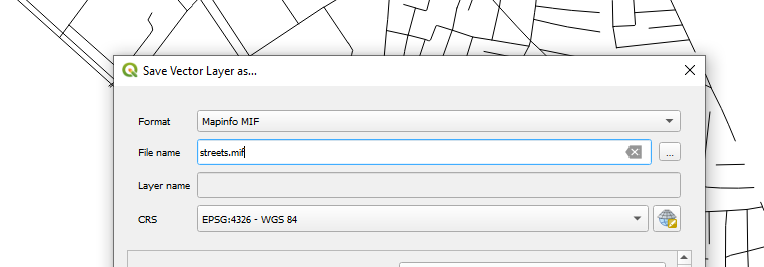 Save Vector Layer as...
Format Mapinfo MIF
File name streets.mif ...
Layer name
CRS EPSG:4326 - WGS 84